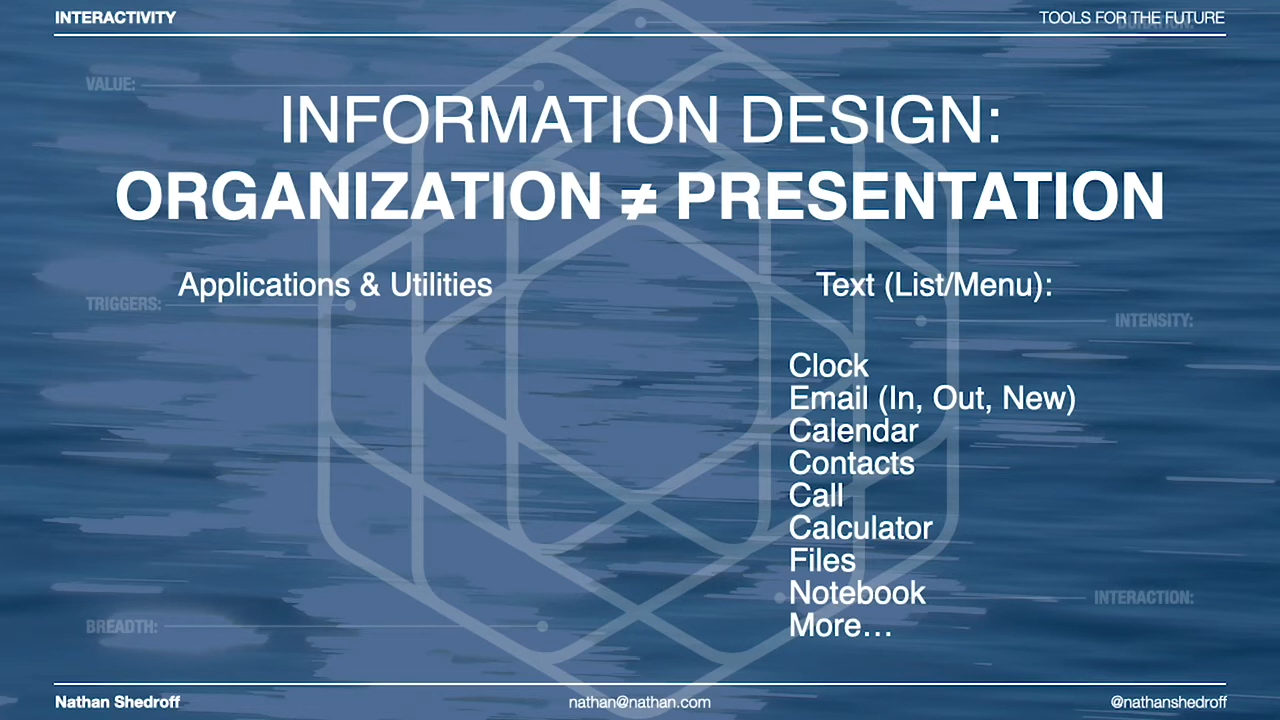 INTERACTIVITY
TOOLS FOR THE FUTURE
DURATION:
VALUE:
INFORMATION DESIGN:
ORGANIZATION ≠ PRESENTATION
Applications & Utilities
Text (List/Menu):
TRIGGERS:
INTENSITY:
Clock
Email (In, Out, New)
Calendar
Contacts
Call
Calculator
Files
Notebook
More…
INTERACTION:
BREADTH:
Nathan Shedroff
nathan@nathan.com
@nathanshedroff